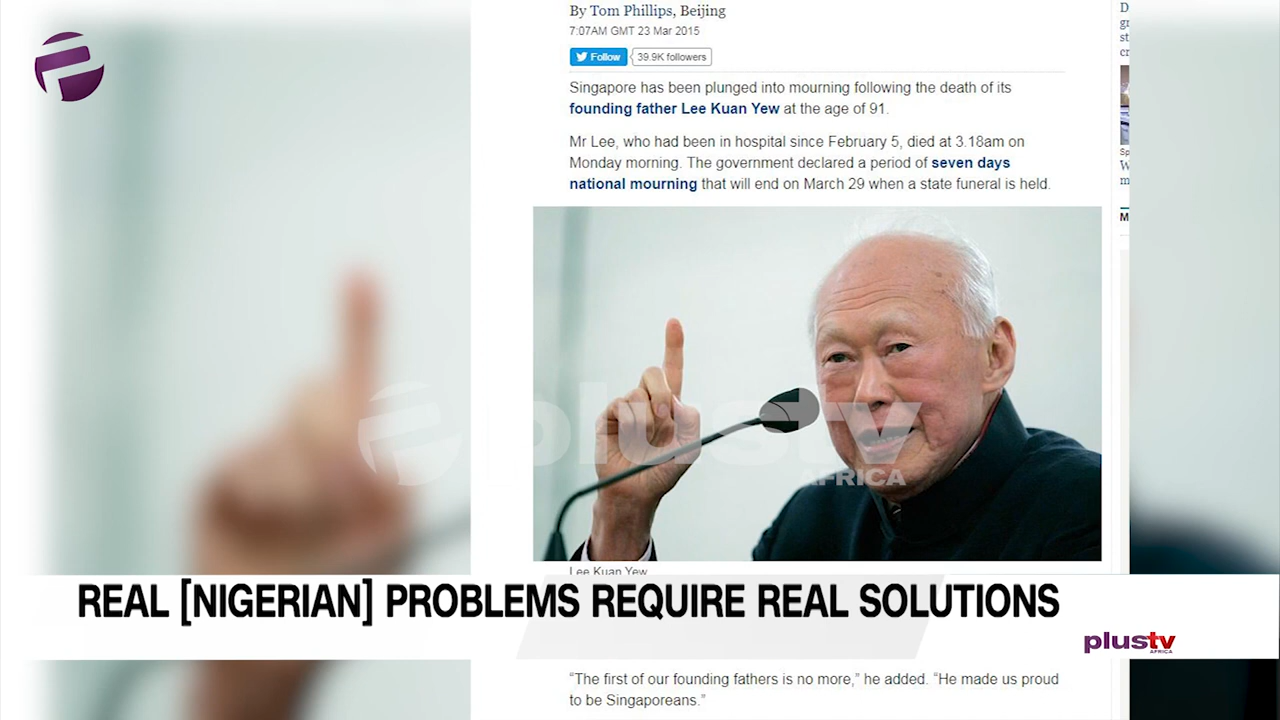 By Tom Phillips, Beijing
7:07AM GMT 23 Mar 2015
Follow 39.9K followers
Singapore has been plunged into mourning following the death of its
founding father Lee Kuan Yew at the age of 91.
Mr Lee, who had been in hospital since February 5, died at 3.18am on
Monday morning. The government declared a period of seven days
national mourning that will end on March 29 when a state funeral is held.
plustv
AFRICA
Lee Kuan Yew
REAL [NIGERIAN] PROBLEMS REQUIRE REAL SOLUTIONS
plustv
AFRICA
“The first of our founding fathers is no more,” he added. “He made us proud
to be Singaporeans.”